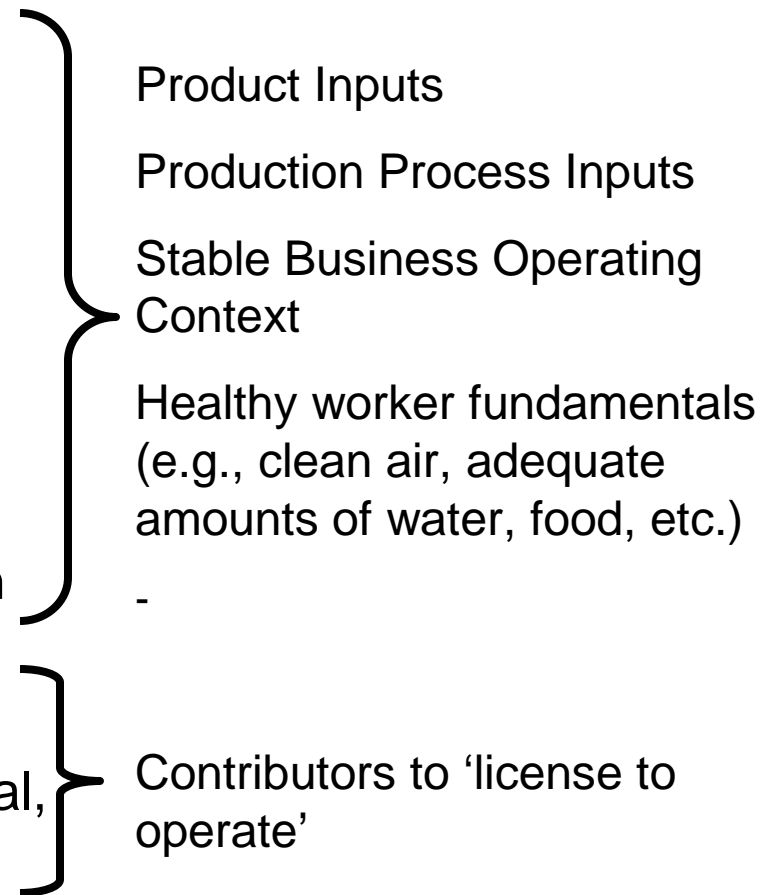 Product Inputs
Production Process Inputs
Stable Business Operating
Context
Healthy worker fundamentals
(e.g., clean air, adequate
amounts of water, food, etc.)
-
Contributors to ‘license to
al,
operate’